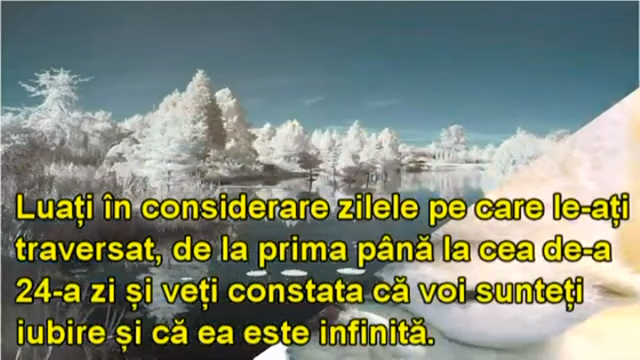 Luați în considerare zilele pe care le-ați
traversat, de la prima până la cea de-a
24-a zi și veți constata că voi sunteți
iubire și că ea este infinită.